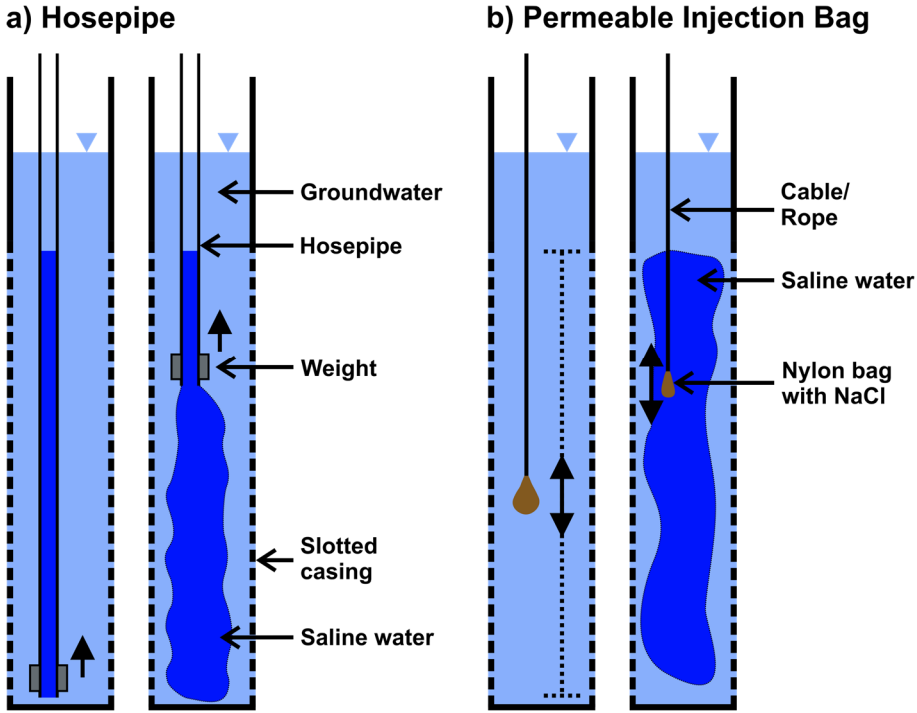 a) Hosepipe
b) Permeable Injection Bag
Groundwater
Hosepipe
Weight
Slotted
casing
Saline water
Cable/
Rope
Saline water
Nylon bag
with NaCl